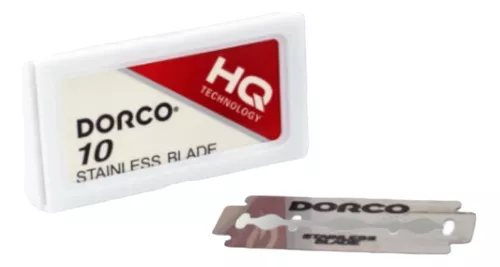 HQ
TECHNOLOGY
DORCO®
10
STAINLESS BLADE
DORCO
STAINLESS
BLADE